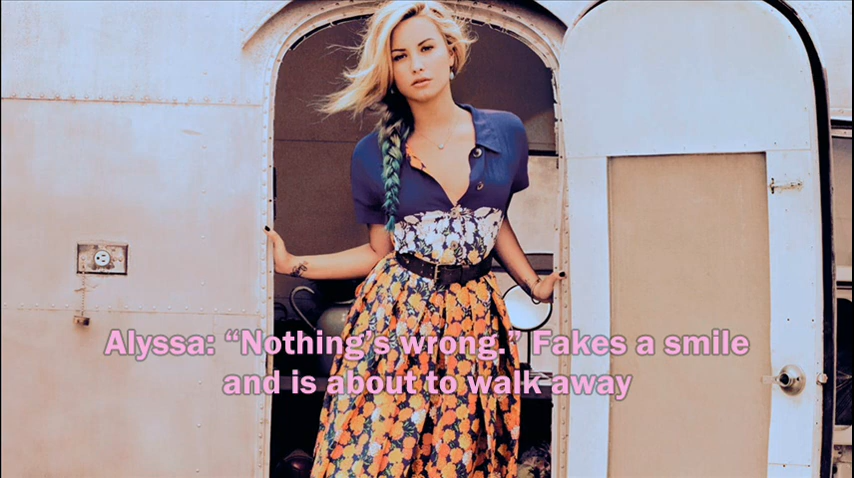 Alyssa: “Nothing’s wrong.” Fakes a smile
and is about to walk away